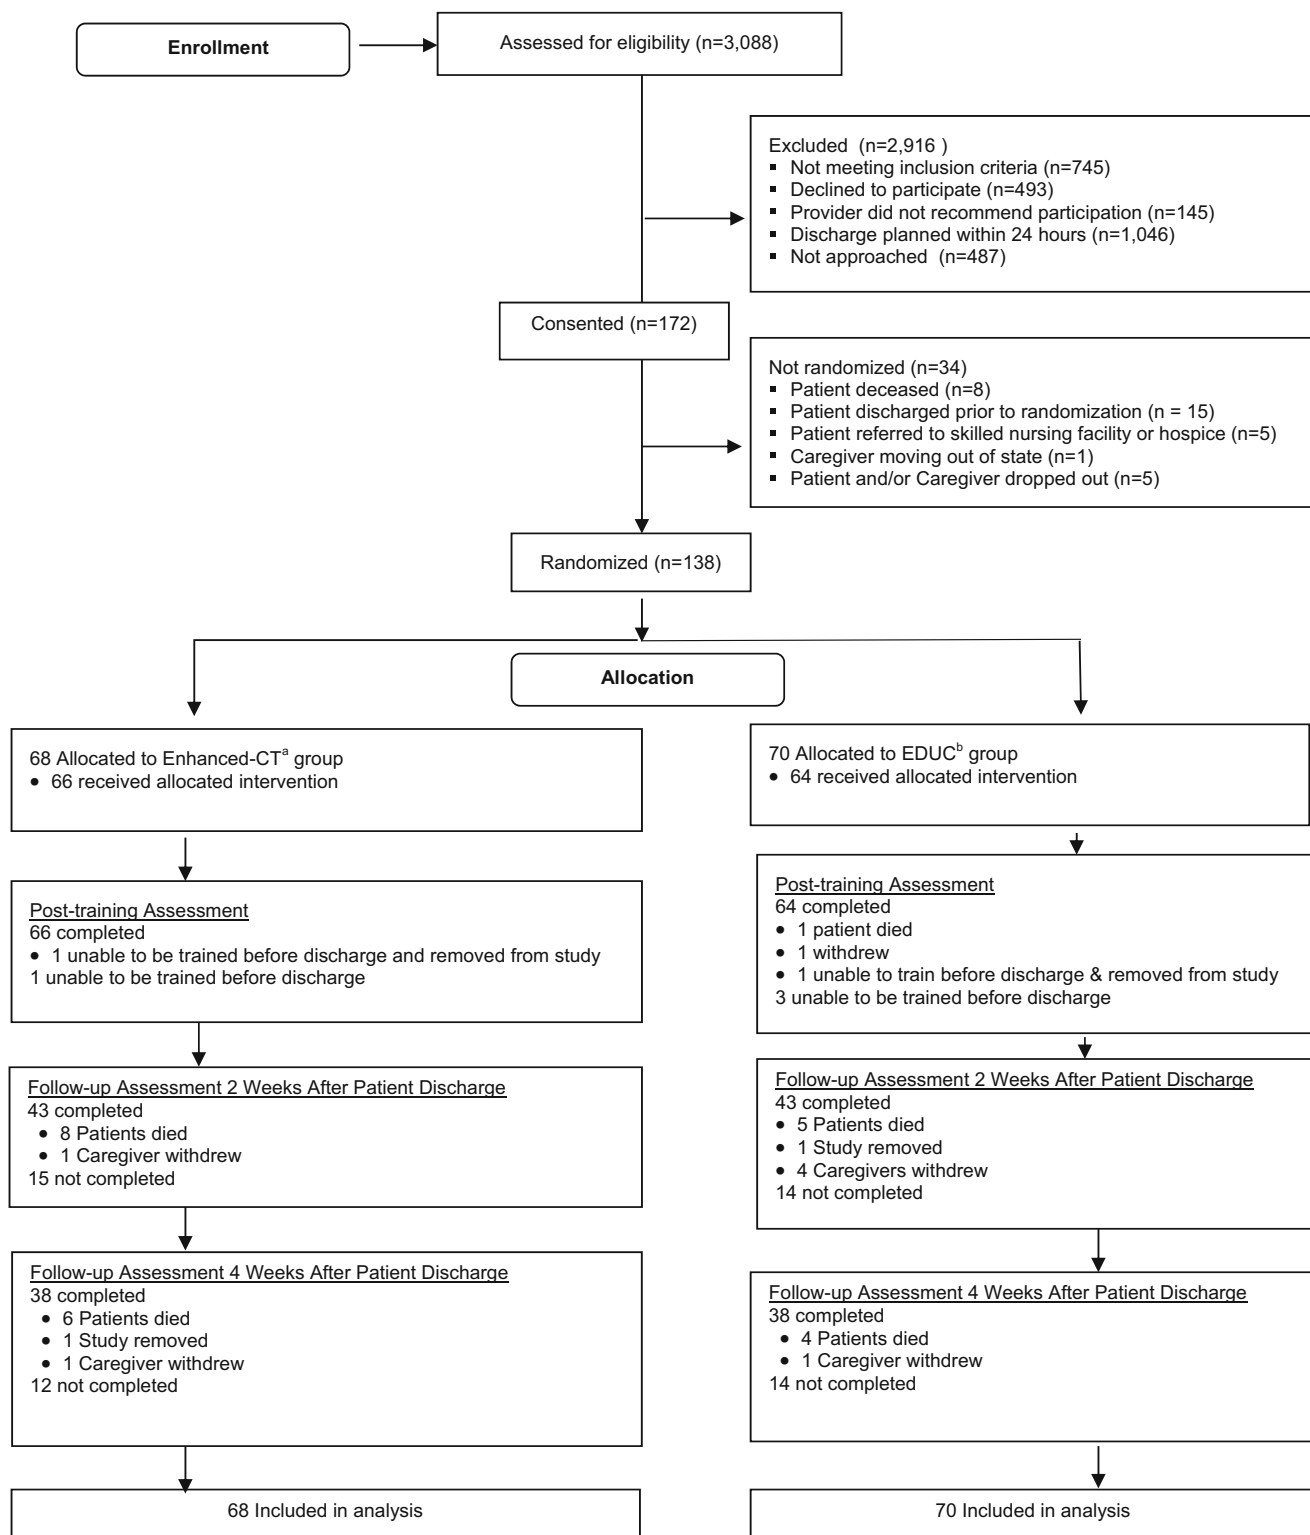 Enrollment
Assessed for eligibility (n=3,088)
Excluded (n=2,916 )
▪ Not meeting inclusion criteria (n=745)
▪ Declined to participate (n=493)
▪ Provider did not recommend participation (n=145)
▪ Discharge planned within 24 hours (n=1,046)
▪ Not approached (n=487)
Consented (n=172)
Not randomized (n=34)
▪ Patient deceased (n=8)
▪ Patient discharged prior to randomization (n = 15)
▪ Patient referred to skilled nursing facility or hospice (n=5)
▪ Caregiver moving out of state (n=1)
▪ Patient and/or Caregiver dropped out (n=5)
Randomized (n=138)
Allocation
68 Allocated to Enhanced-CTa group
• 66 received allocated intervention
70 Allocated to EDUCb group
• 64 received allocated intervention
Post-training Assessment
66 completed
• 1 unable to be trained before discharge and removed from study
1 unable to be trained before discharge
Post-training Assessment
64 completed
• 1 patient died
• 1 withdrew
• 1 unable to train before discharge & removed from study
3 unable to be trained before discharge
Follow-up Assessment 2 Weeks After Patient Discharge
43 completed
• 8 Patients died
• 1 Caregiver withdrew
15 not completed
Follow-up Assessment 2 Weeks After Patient Discharge
43 completed
• 5 Patients died
• 1 Study removed
• 4 Caregivers withdrew
14 not completed
Follow-up Assessment 4 Weeks After Patient Discharge
38 completed
• 6 Patients died
• 1 Study removed
• 1 Caregiver withdrew
12 not completed
Follow-up Assessment 4 Weeks After Patient Discharge
38 completed
• 4 Patients died
• 1 Caregiver withdrew
14 not completed
68 Included in analysis
70 Included in analysis